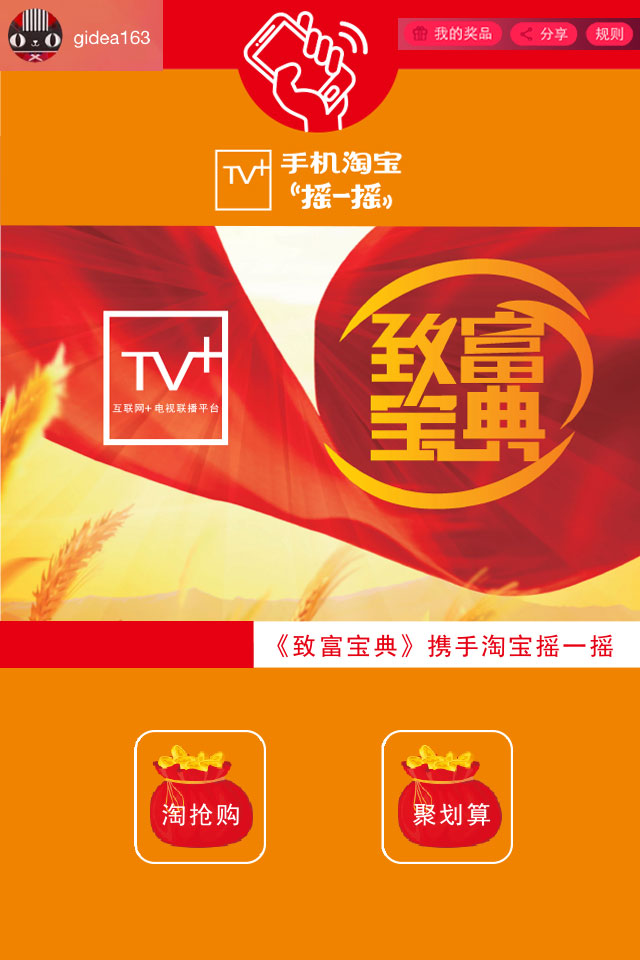 gidea163
我的奖品
分享
规则
TV+
手机淘宝
摇一摇
TV+
互联网+电视联播平台
致富
宝典
《致富宝典》携手淘宝摇一摇
淘抢购
聚划算